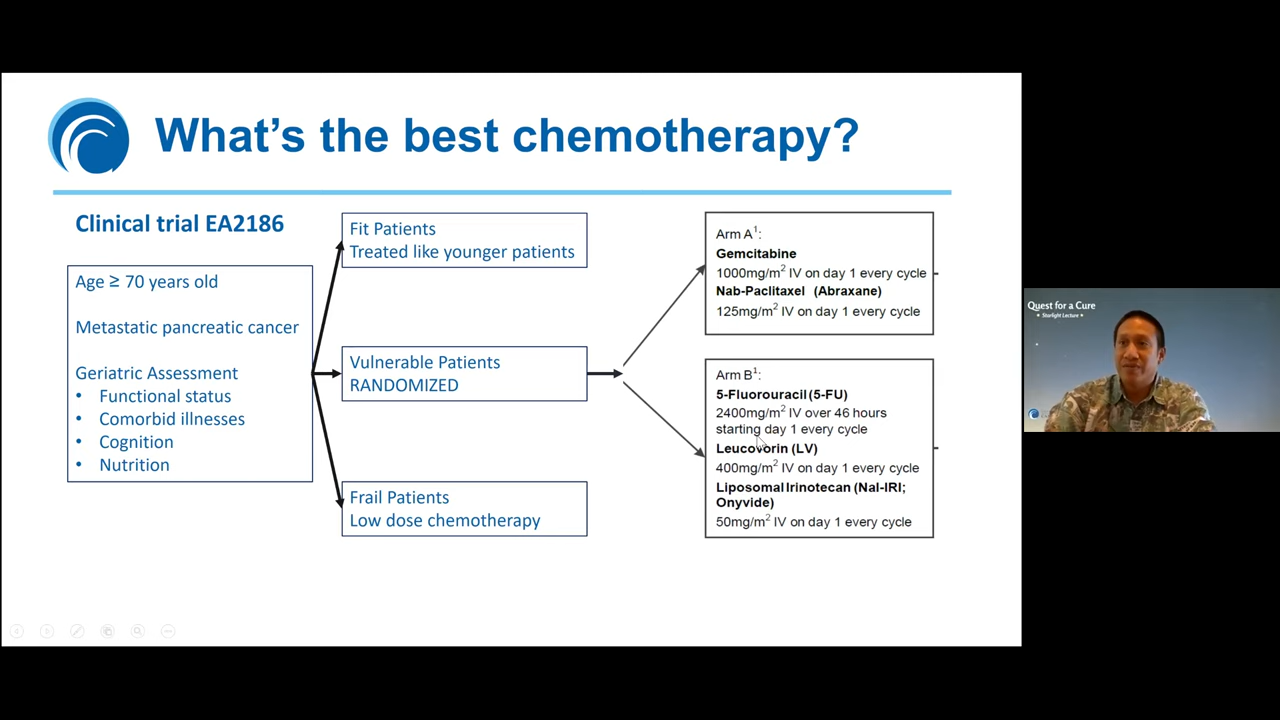 What's the best chemotherapy?
Clinical trial EA2186
Age ≥ 70 years old
Metastatic pancreatic cancer
Geriatric Assessment
• Functional status
• Comorbid illnesses
• Cognition
• Nutrition
Fit Patients
Treated like younger patients
Vulnerable Patients
RANDOMIZED
Frail Patients
Low dose chemotherapy
Arm A¹:
Gemcitabine
1000mg/m² IV on day 1 every cycle
Nab-Paclitaxel (Abraxane)
125mg/m² IV on day 1 every cycle
Arm B¹:
5-Fluorouracil (5-FU)
2400mg/m² IV over 46 hours
starting day 1 every cycle
Leucovorin (LV)
400mg/m² IV on day 1 every cycle
Liposomal Irinotecan (Nal-IRI;
Onyvide)
50mg/m² IV on day 1 every cycle
Quest for a Cure
• Starlight Lecture •